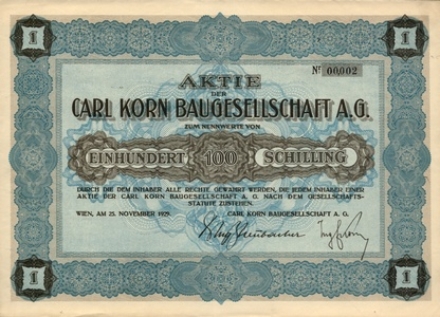 1 1
Nº 00002
AKTIE
DER
CARL KORN BAUGESELLSCHAFT A.G.
ZUM NENNWERTE VON
EINHUNDERT 100 SCHILLING
DURCH DIE DEM INHABER ALLE RECHTE GEWÄHRT WERDEN, DIE JEDEM INHABER EINER
AKTIE DER CARL KORN BAUGESELLSCHAFT A. G. NACH DEM GESELLSCHAFTS-
STATUTE ZUSTEHEN.
WIEN, AM 25. NOVEMBER 1929. CARL KORN BAUGESELLSCHAFT A. G.
1 1